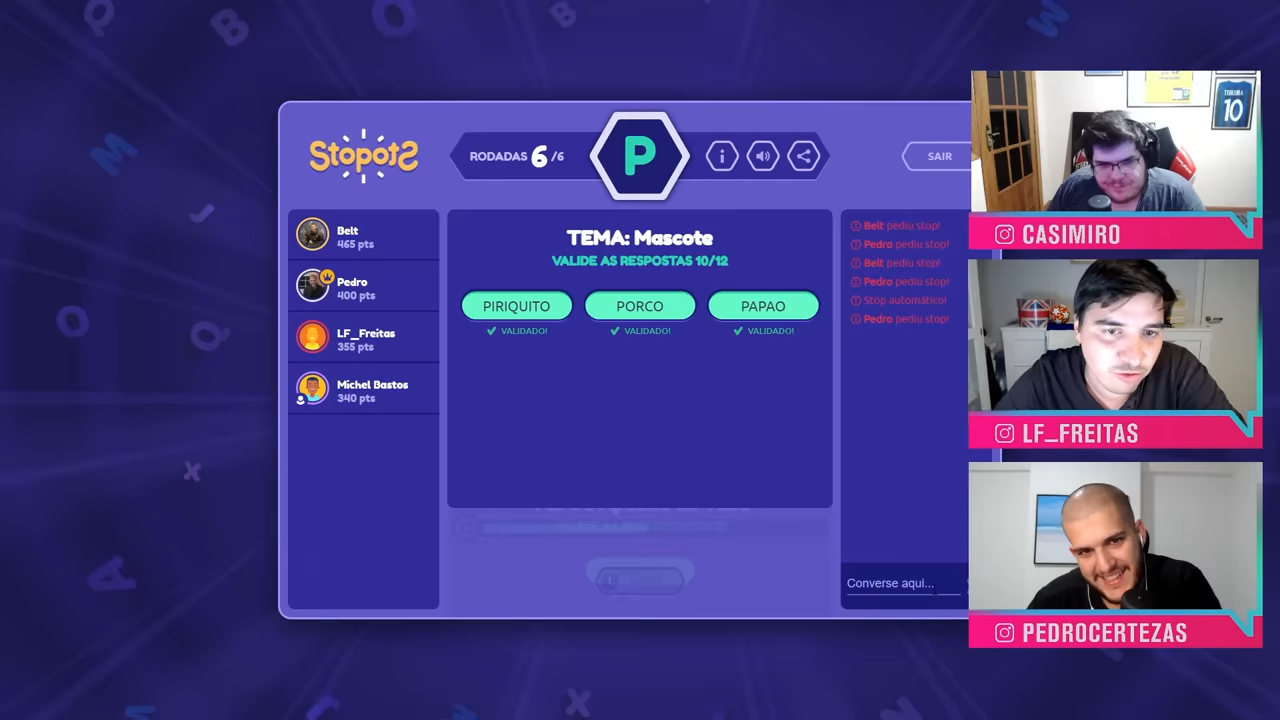 StopotS
RODADAS 6 /6
P
SAIR
Belt
465 pts
Pedro
400 pts
LF_Freitas
355 pts
Michel Bastos
340 pts
TEMA: Mascote
VALIDE AS RESPOSTAS 10/12
PIRIQUITO
PORCO
PAPAO
VALIDADO!
VALIDADO!
VALIDADO!
Belt pediu stop!
Pedro pediu stop!
Belt pediu stop!
Pedro pediu stop!
Stop automático!
Pedro pediu stop!
Converse aqui...
TEIXEIRA
10
CASIMIRO
LF_FREITAS
PEDROCERTEZAS